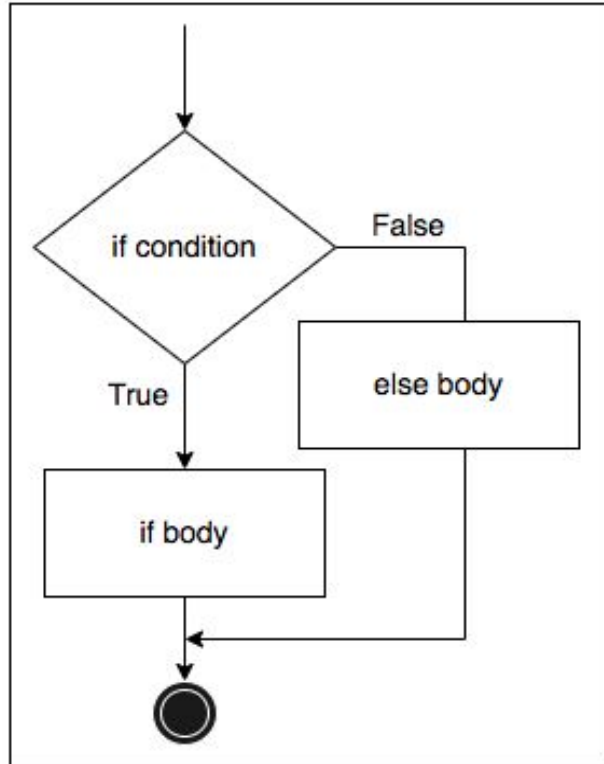 if condition
False
else body
True
if body